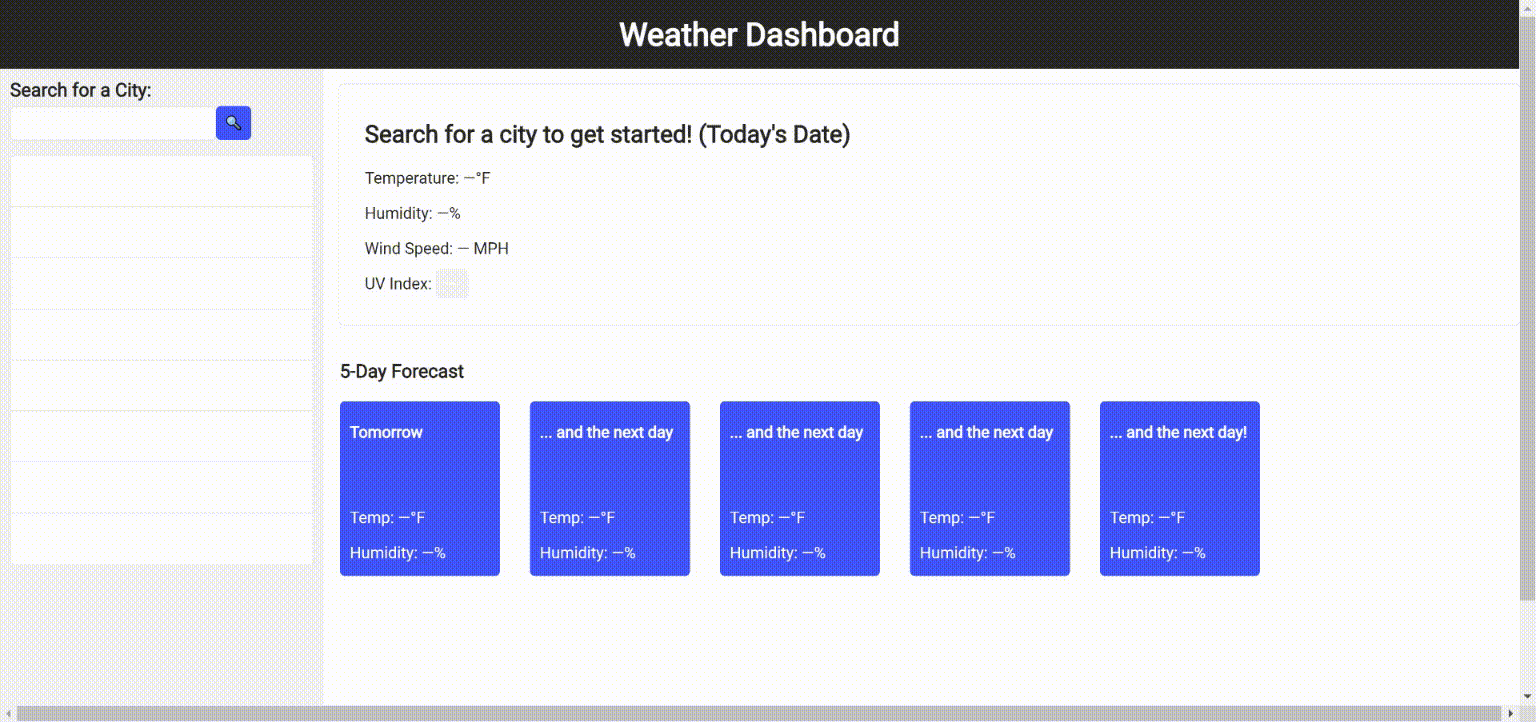 Weather Dashboard
Search for a City:
Search for a city to get started! (Today's Date)
Temperature: —°F
Humidity: —%
Wind Speed: — MPH
UV Index:
5-Day Forecast
Tomorrow
Temp: —°F
Humidity: —%
... and the next day
Temp: —°F
Humidity: —%
... and the next day
Temp: —°F
Humidity: —%
... and the next day
Temp: —°F
Humidity: —%
... and the next day!
Temp: —°F
Humidity: —%